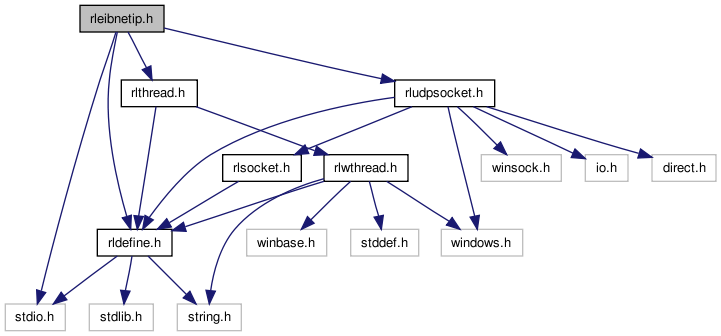 rleibnetip.h
rlthread.h
rludpsocket.h
rlsocket.h
rlwthread.h
winsock.h
io.h
direct.h
rldefine.h
winbase.h
stddef.h
windows.h
stdio.h
stdlib.h
string.h